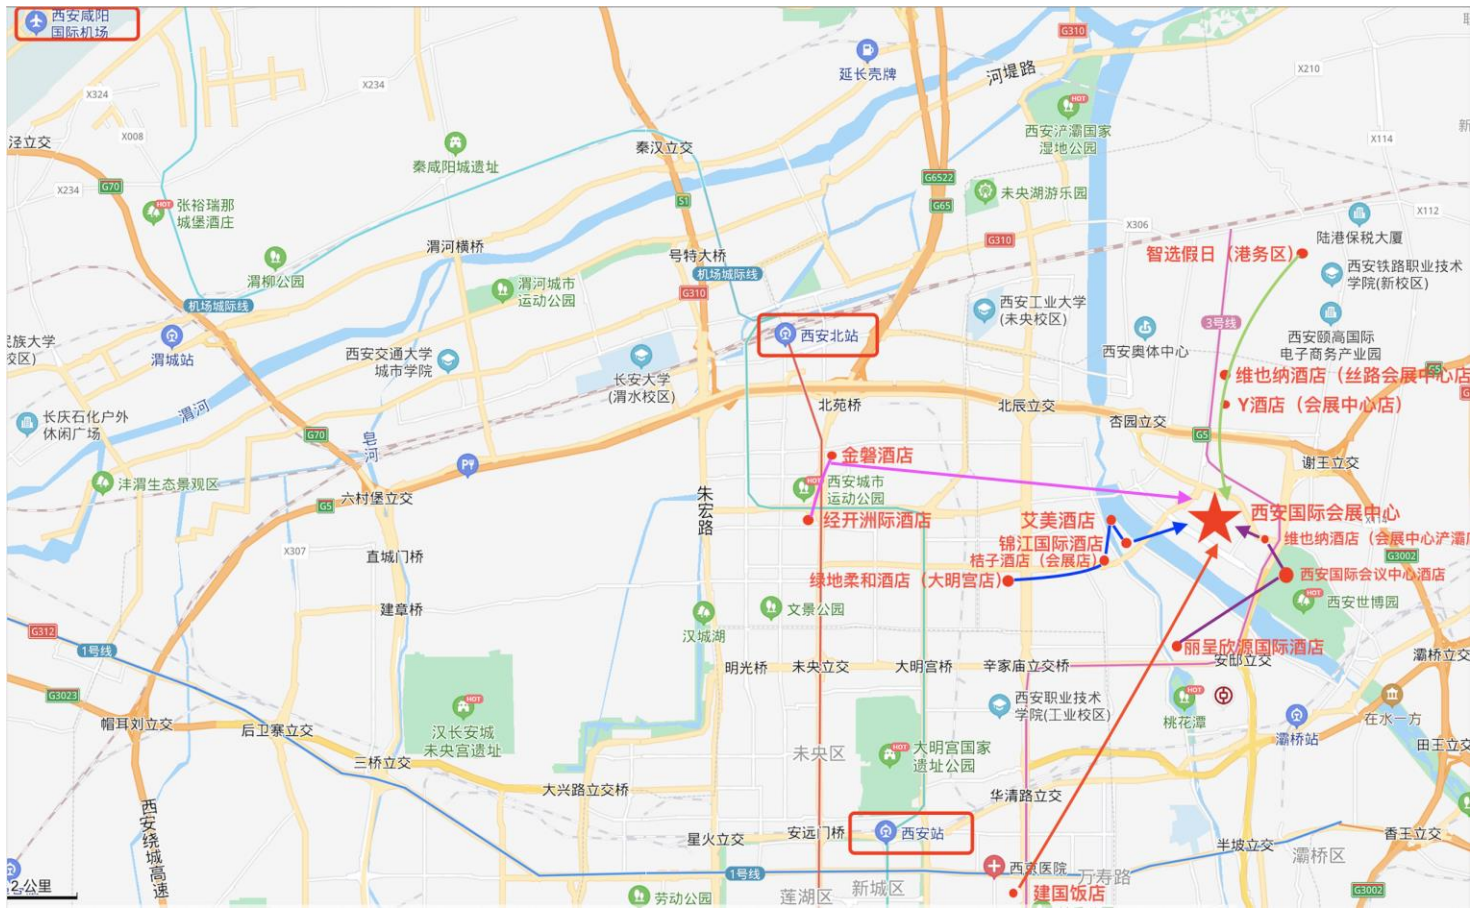 西安咸阳
国际机场
G310
延长壳牌
河堤路
X210
X234
X324
HOT
西安浐灞国家
湿地公园
X008
泾立交
秦汉立交
秦咸阳城遗址
X114
G6522
G70
X234
S1
未央湖游乐园
G65
HOT
张裕瑞那
城堡酒庄
X112
X306
陆港保税大厦
渭河横桥
G310
号特大桥
智选假日（港务区）
渭柳公园
机场城际线
西安铁路职业技术
学院(新校区)
渭河城市
运动公园
G310
机场城际线
西安工业大学
(未央校区)
3号线
西安北站
渭城站
民族大学
校区)
西安交通大学
城市学院
西安奥体中心
西安颐高国际
电子商务产业园
长安大学
(渭水校区)
G5
维也纳酒店（丝路会展中心店
Y酒店（会展中心店）
北苑桥
北辰立交
杏园立交
渭河
长庆石化户外
休闲广场
G70
皂河
G5
金磐酒店
谢王立交
沣渭生态景观区
六村堡立交
G5
朱宏路
HOT
西安城市
运动公园
经开洲际酒店
艾美酒店
西安国际会展中心
锦江国际酒店
维也纳酒店（会展中心浐灞店
X307
直城门桥
桔子酒店（会展店）
G3002
绿地柔和酒店（大明宫店）
西安国际会议中心酒店
HOT
西安世博园
建章桥
文景公园
汉城湖
G312
1号线
丽呈欣源国际酒店
明光桥
未央立交
大明宫桥
辛家庙立交桥
安邸立交
灞桥立交
G3023
HOT
西安职业技术
学院(工业校区)
HOT
桃花潭
在水一方
帽耳刘立交
后卫寨立交
汉长安城
未央宫遗址
灞桥站
未央区
HOT
大明宫国家
遗址公园
田王立交
三桥立交
大兴路立交桥
华清路立交
西安绕城高速
星火立交
安远门桥
西安站
半坡立交
香王立交
灞桥区
西京医院
万寿路
1号线
2公里
劳动公园
莲湖区
新城区
建国饭店
G3002